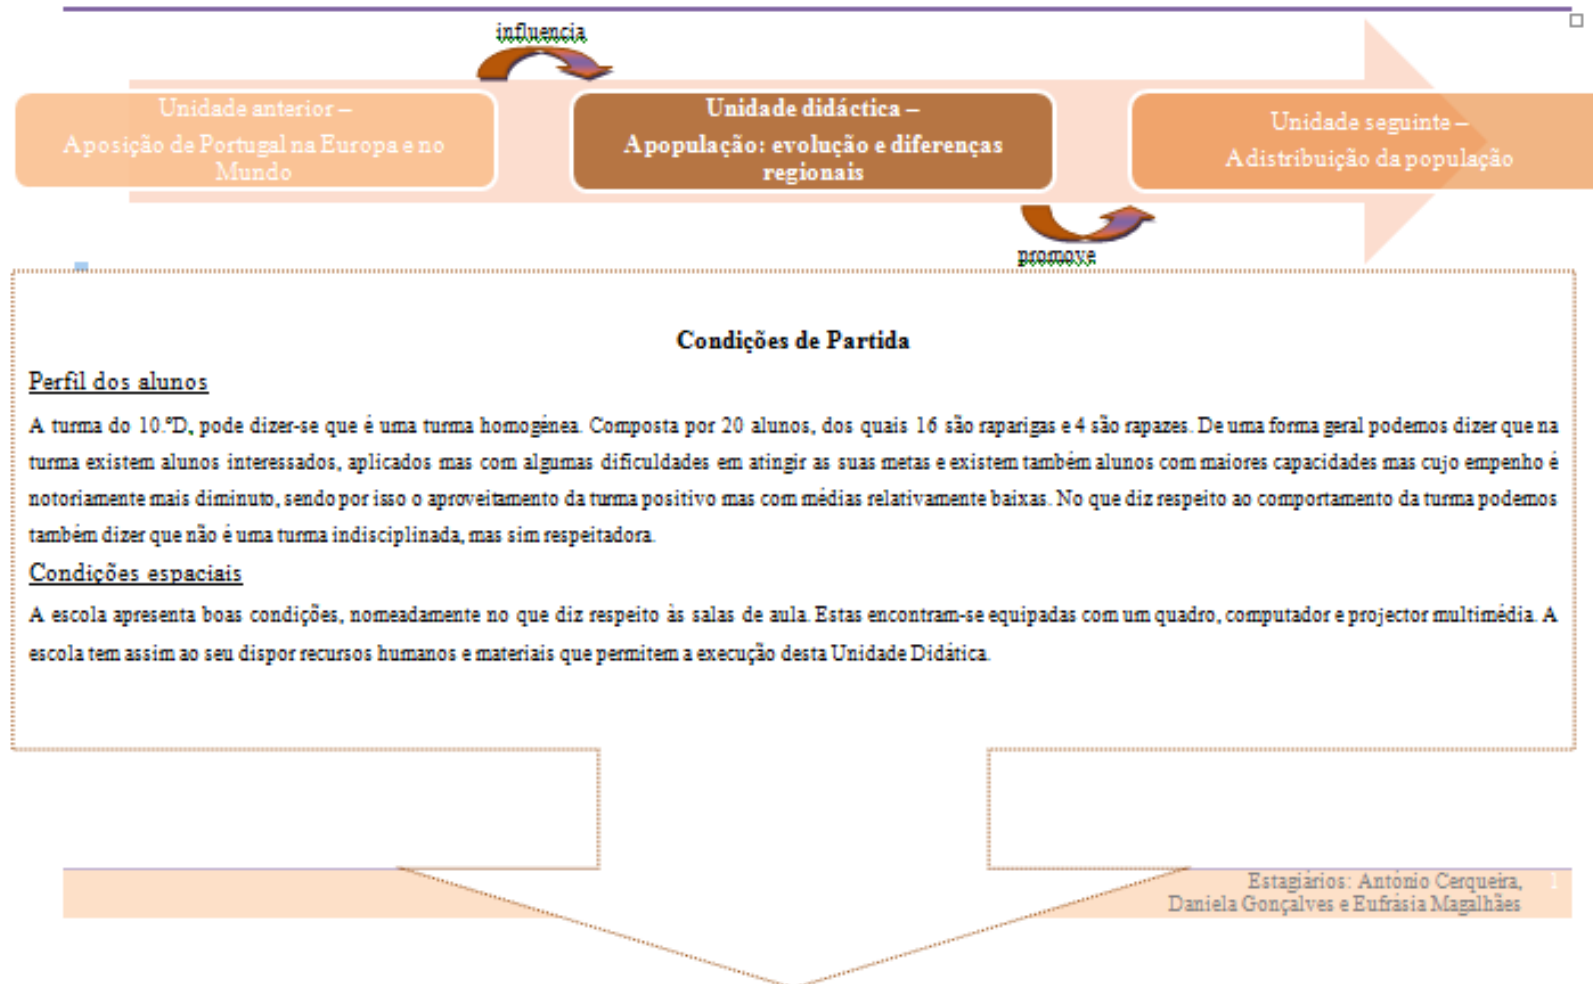 influencia
Unidade anterior –
A posição de Portugal na Europa e no
Mundo
Unidade didáctica –
A população: evolução e diferenças
regionais
Unidade seguinte –
A distribuição da população
promove
Condições de Partida
Perfil dos alunos
A turma do 10.ºD, pode dizer-se que é uma turma homogénea. Composta por 20 alunos, dos quais 16 são raparigas e 4 são rapazes. De uma forma geral podemos dizer que na
turma existem alunos interessados, aplicados mas com algumas dificuldades em atingir as suas metas e existem também alunos com maiores capacidades mas cujo empenho é
notoriamente mais diminuto, sendo por isso o aproveitamento da turma positivo mas com médias relativamente baixas. No que diz respeito ao comportamento da turma podemos
também dizer que não é uma turma indisciplinada, mas sim respeitadora.
Condições espaciais
A escola apresenta boas condições, nomeadamente no que diz respeito às salas de aula. Estas encontram-se equipadas com um quadro, computador e projector multimédia. A
escola tem assim ao seu dispor recursos humanos e materiais que permitem a execução desta Unidade Didática.
Estagiários: António Cerqueira, 1
Daniela Gonçalves e Eufrásia Magalhães